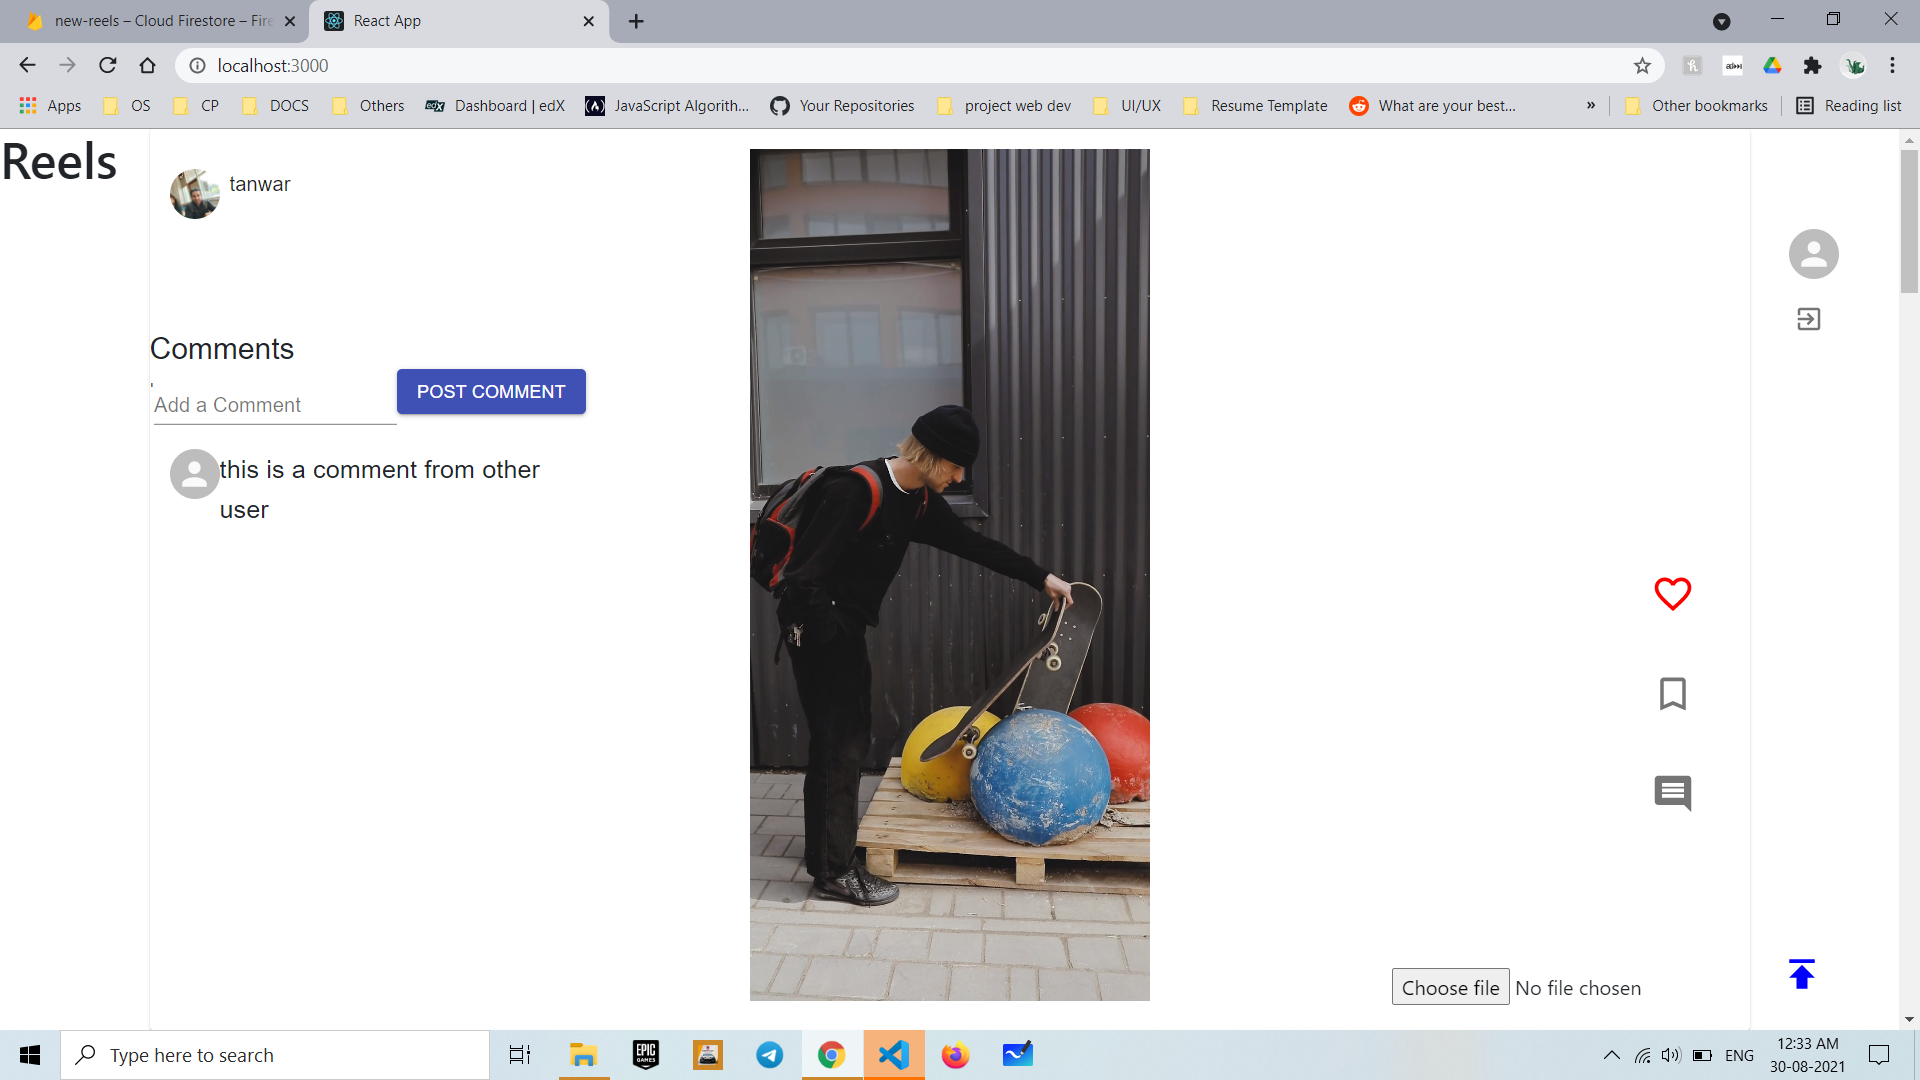 new-reels – Cloud Firestore – Fire
React App
localhost:3000
Apps
OS
CP
DOCS
Others
edX
Dashboard | edX
JavaScript Algorith...
Your Repositories
project web dev
UI/UX
Resume Template
What are your best...
»
Other bookmarks
Reading list
Reels
tanwar
Comments
Add a Comment
POST COMMENT
this is a comment from other
user
Choose file No file chosen
Type here to search
EPIC
GAMES
ENG
12:33 AM
30-08-2021